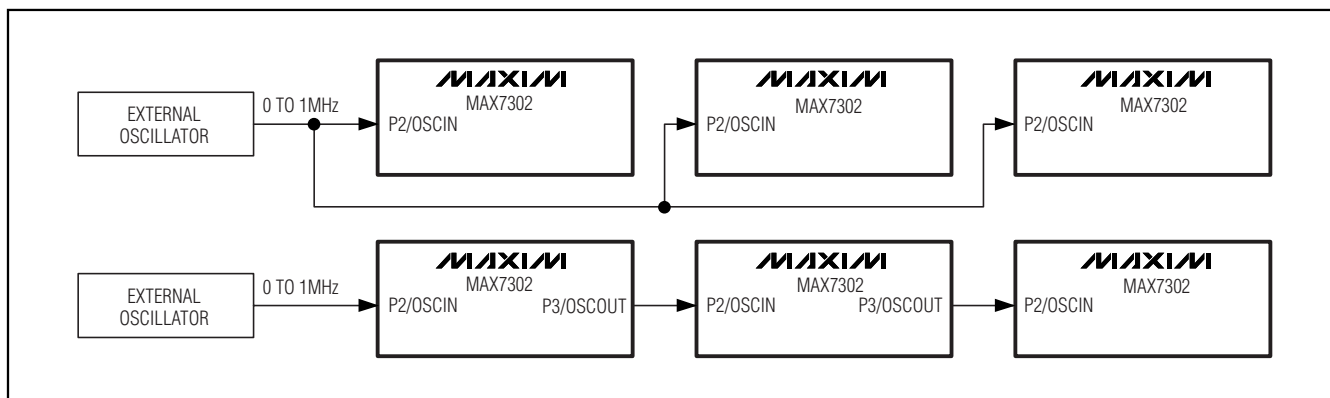 EXTERNAL
OSCILLATOR
0 TO 1MHz
MAXIM
MAX7302
P2/OSCIN
MAXIM
MAX7302
P2/OSCIN
MAXIM
MAX7302
P2/OSCIN
EXTERNAL
OSCILLATOR
0 TO 1MHz
MAXIM
MAX7302
P2/OSCIN P3/OSCOUT
MAXIM
MAX7302
P2/OSCIN P3/OSCOUT
MAXIM
MAX7302
P2/OSCIN